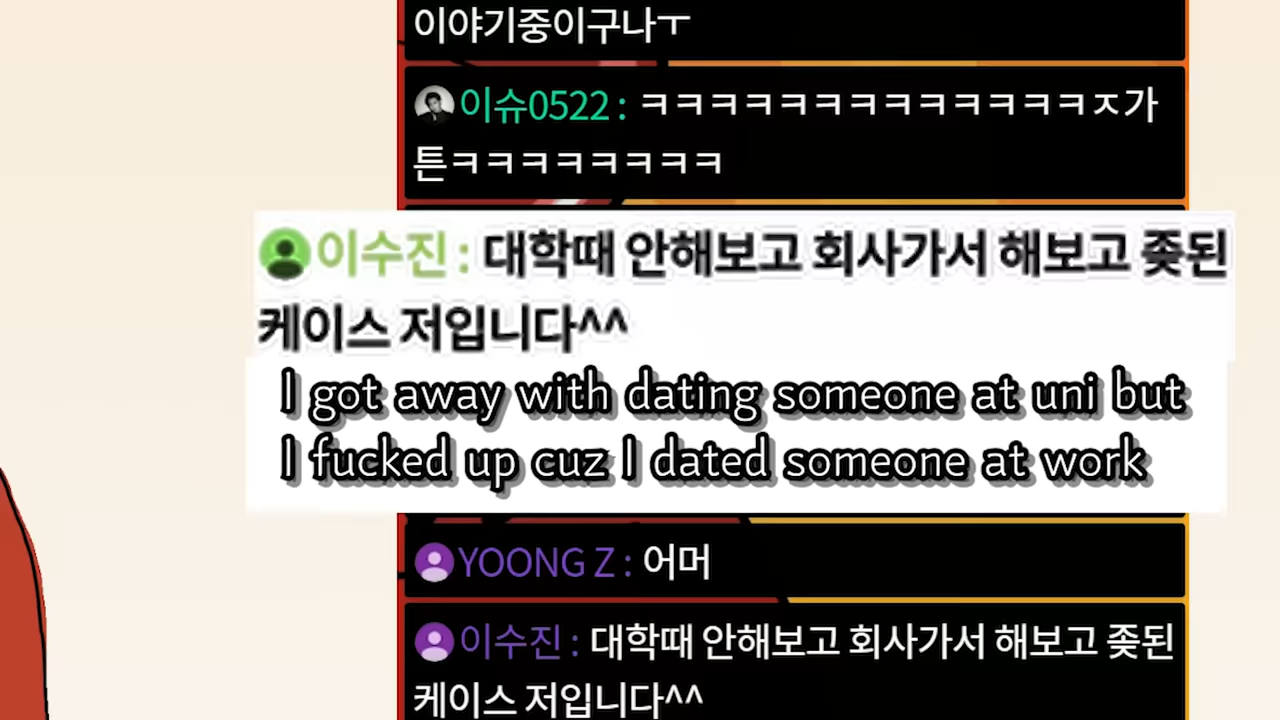 이야기중이구나ㅜ
이슈0522 : ㅋㅋㅋㅋㅋㅋㅋㅋㅋㅋㅋㅋㅋㅈ가
튼ㅋㅋㅋㅋㅋㅋㅋㅋ
이수진 : 대학때 안해보고 회사가서 해보고 좆된
케이스 저입니다^^
I got away with dating someone at uni but
I fucked up cuz I dated someone at work
YOONG Z : 어머
이수진 : 대학때 안해보고 회사가서 해보고 좆된
케이스 저입니다^^